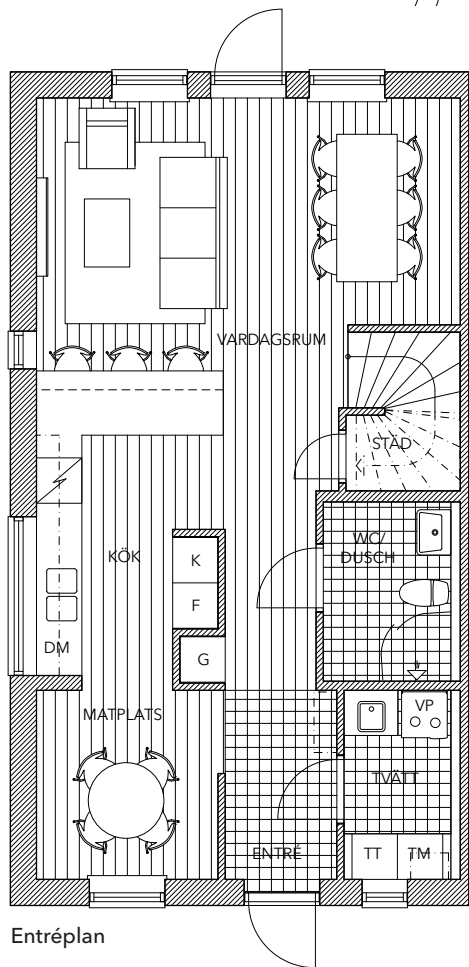 VARDAGSRUM
STÄD
WC/
DUSCH
KÖK
K
F
G
DM
MATPLATS
VP
TVÄTT
ENTRÉ
TT
TM
Entréplan